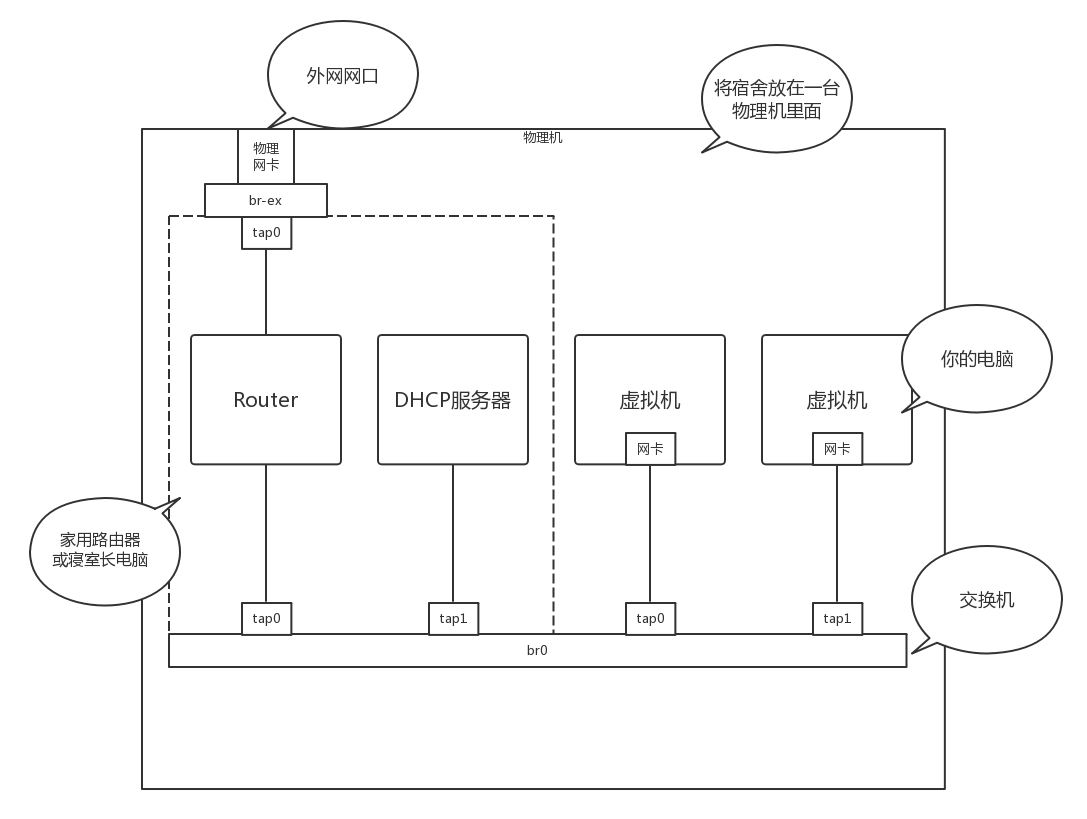 外网网口
将宿舍放在一台
物理机里面
物理机
物理
网卡
br-ex
tap0
你的电脑
Router
DHCP服务器
虚拟机
虚拟机
网卡
网卡
家用路由器
或寝室长电脑
交换机
tap0
tap1
tap0
tap1
br0